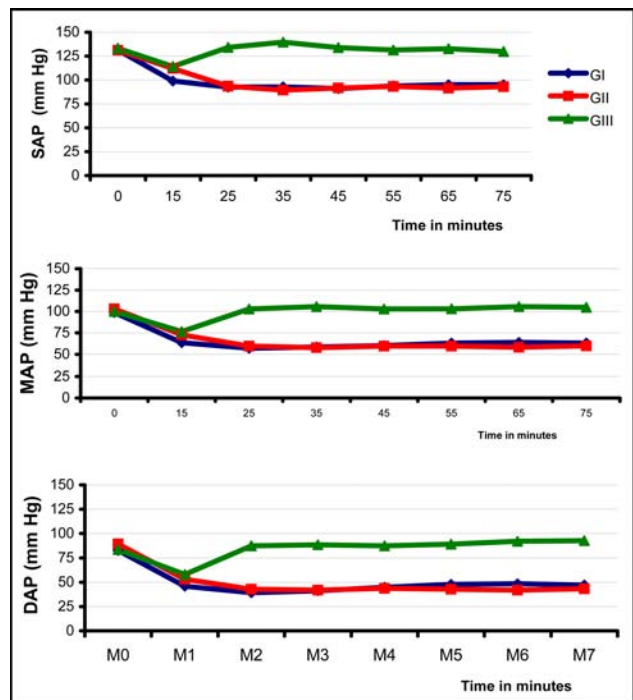 SAP
(mm Hg)
150
125
100
75
50
25
0
0 15 25 35 45 55 65 75
Time in minutes
GI
GII
GIII
MAP (mm Hg)
150
125
100
75
50
25
0
0 15 25 35 45 55 65 75
Time in minutes
DAP (mm Hg)
150
125
100
75
50
25
0
M0 M1 M2 M3 M4 M5 M6 M7
Time in minutes